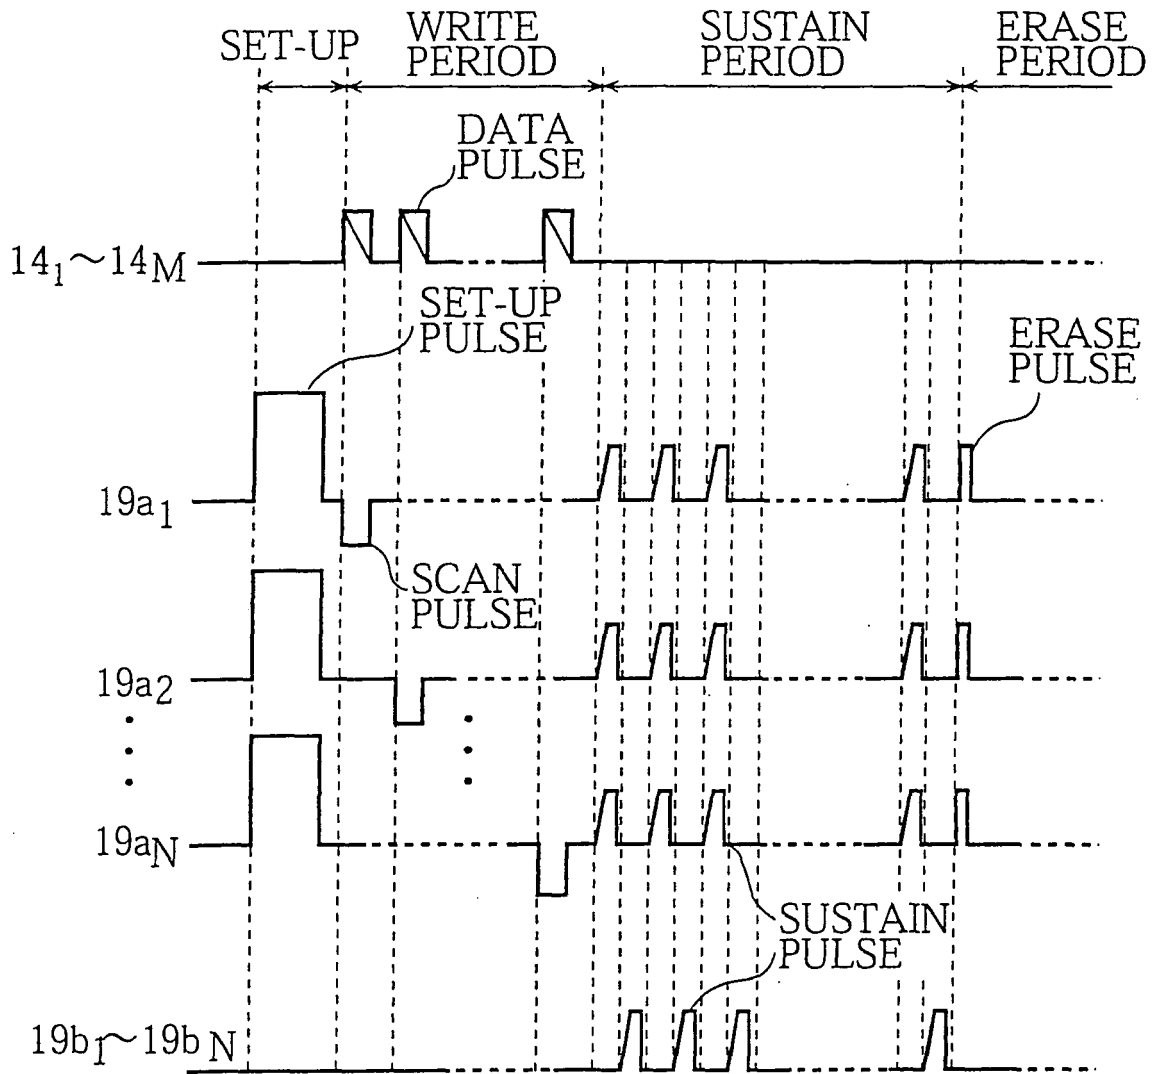 SET-UP
WRITE
PERIOD
SUSTAIN
PERIOD
ERASE
PERIOD
DATA
PULSE
14₁~14M
SET-UP
PULSE
ERASE
PULSE
19a₁
SCAN
PULSE
19a₂
19aN
SUSTAIN
PULSE
19b₁~19bN